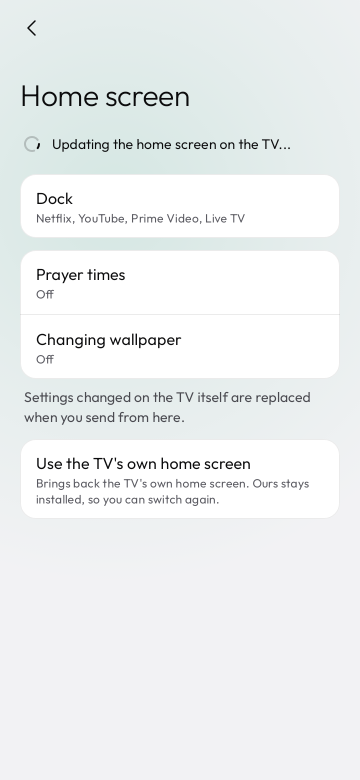 Home screen
Updating the home screen on the TV...
Dock
Netflix, YouTube, Prime Video, Live TV
Prayer times
Off
Changing wallpaper
Off
Settings changed on the TV itself are replaced
when you send from here.
Use the TV's own home screen
Brings back the TV's own home screen. Ours stays
installed, so you can switch again.